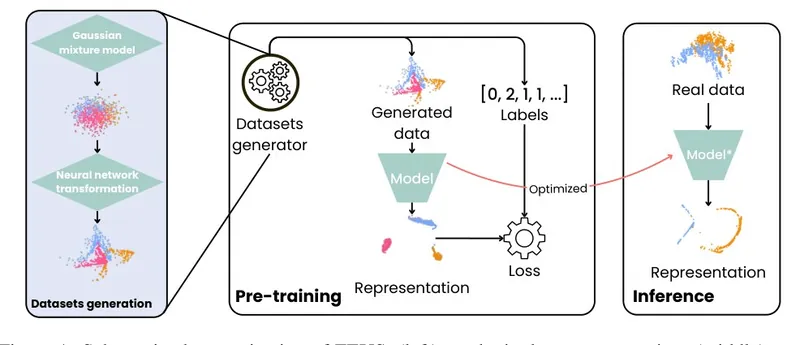 Gaussian
mixture model
Neural network
transformation
Datasets generation
Datasets
generator
Generated
data
[0, 2, 1, 1, ...]
Labels
Model
Optimized
Representation
Loss
Pre-training
Real data
Model*
Representation
Inference